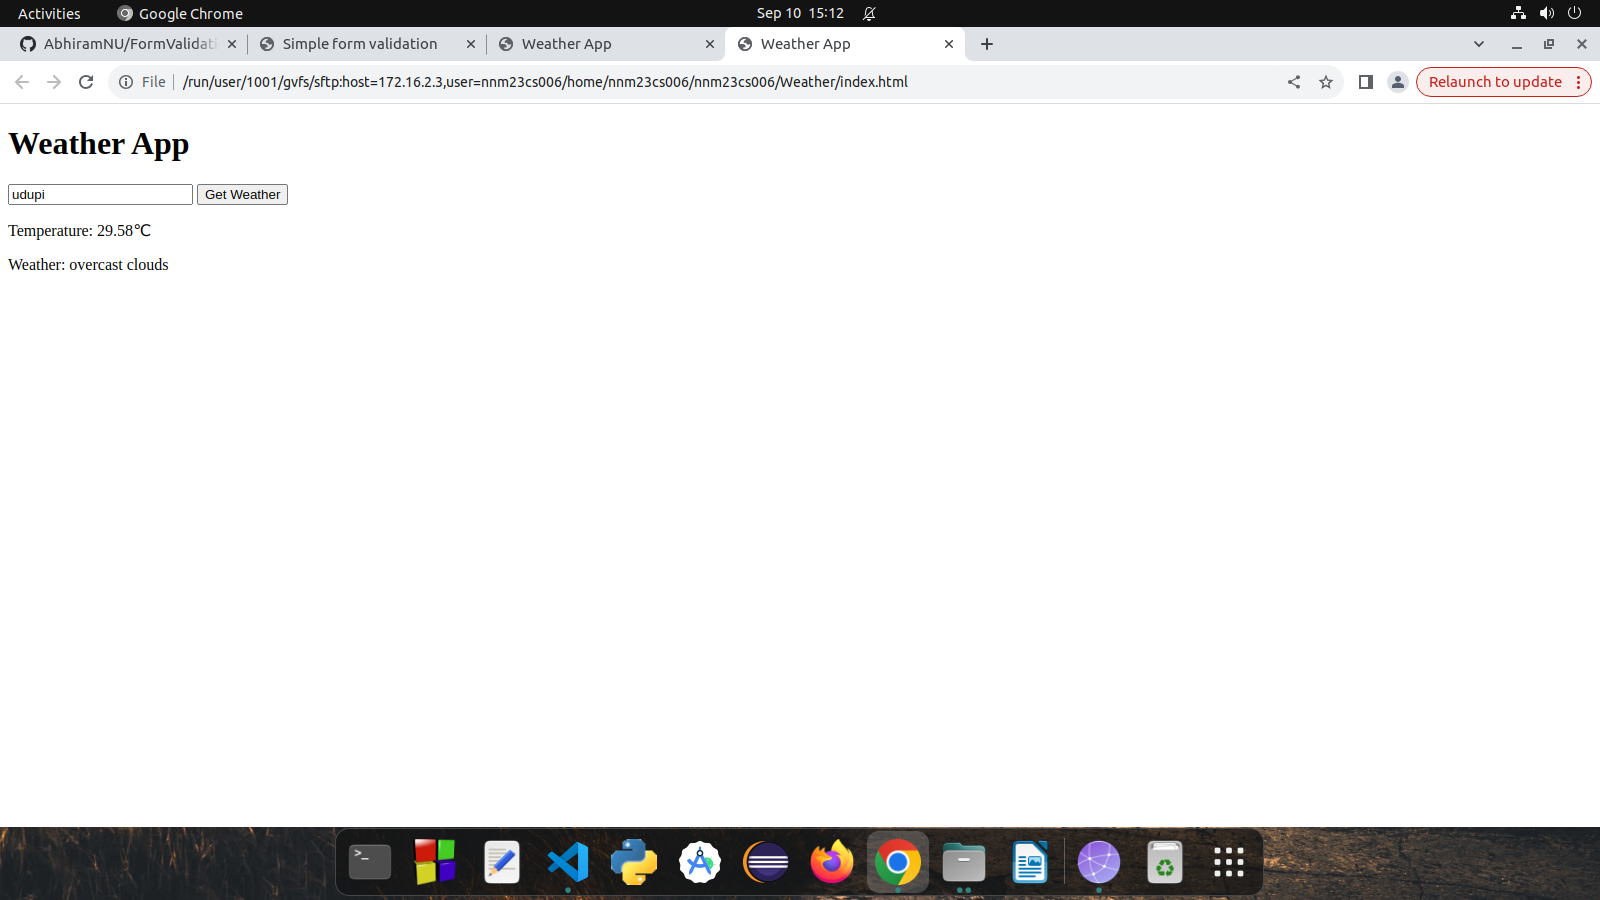 Activities Google Chrome Sep 10 15:12
AbhiramNU/FormValidati Simple form validation Weather App Weather App
File /run/user/1001/gvfs/sftp:host=172.16.2.3,user=nnm23cs006/home/nnm23cs006/nnm23cs006/Weather/index.html Relaunch to update
Weather App
udupi Get Weather
Temperature: 29.58℃
Weather: overcast clouds